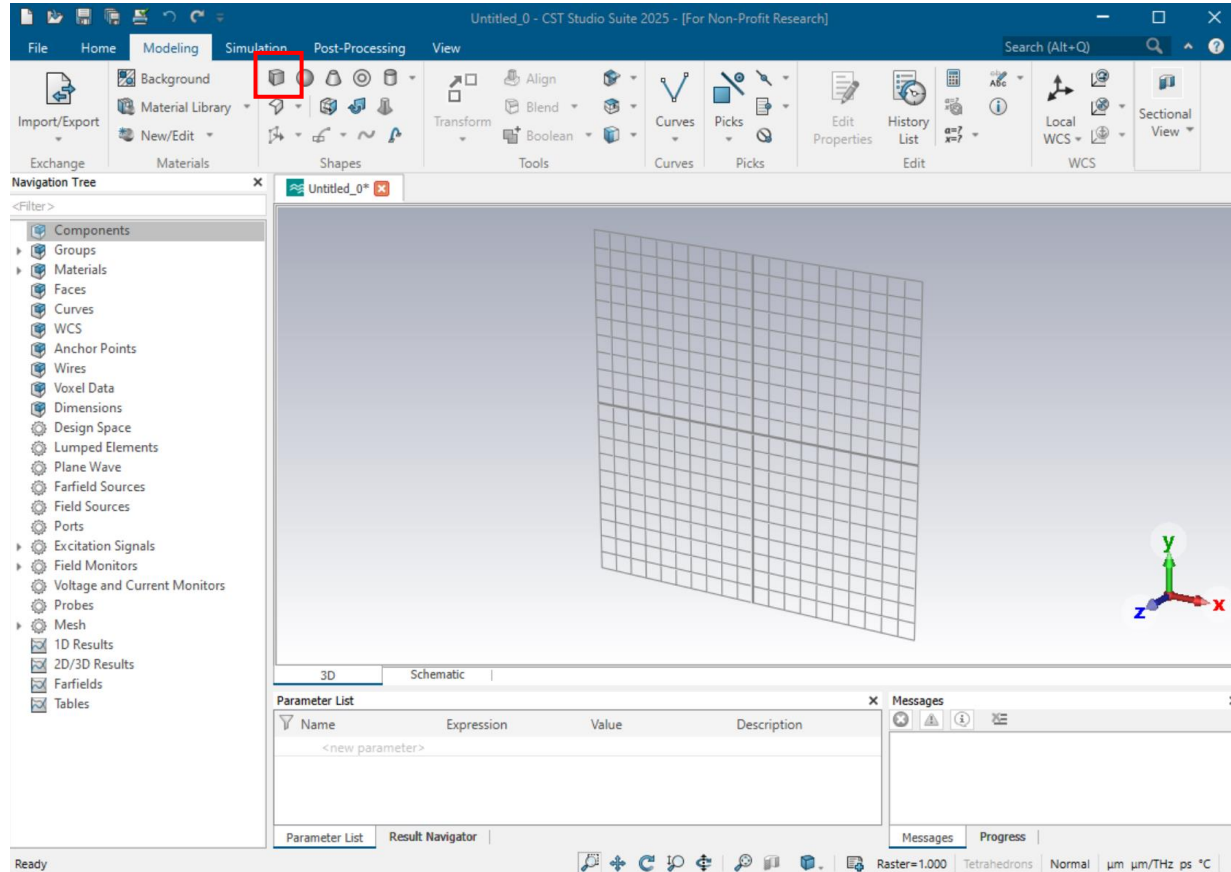 Untitled_0 - CST Studio Suite 2025 - [For Non-Profit Research]
File Home Modeling Simulation Post-Processing View Search (Alt+Q)
Import/Export
Background
Material Library
New/Edit
Transform
Align
Blend
Boolean
Curves
Picks
Edit Properties
History List
Local WCS
Sectional View
Exchange Materials Shapes Tools Curves Picks Edit WCS
Navigation Tree
<Filter>
Components
Groups
Materials
Faces
Curves
WCS
Anchor Points
Wires
Voxel Data
Dimensions
Design Space
Lumped Elements
Plane Wave
Farfield Sources
Field Sources
Ports
Excitation Signals
Field Monitors
Voltage and Current Monitors
Probes
Mesh
1D Results
2D/3D Results
Farfields
Tables
Untitled_0*
y
z
x
3D Schematic
Parameter List
Name Expression Value Description
<new parameter>
Parameter List Result Navigator
Messages
Messages Progress
Ready
Raster=1.000 Tetrahedrons Normal µm µm/THz ps °C